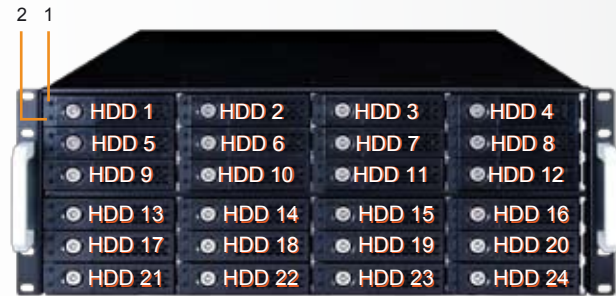 2 1
HDD 1 HDD 2 HDD 3 HDD 4
HDD 5 HDD 6 HDD 7 HDD 8
HDD 9 HDD 10 HDD 11 HDD 12
HDD 13 HDD 14 HDD 15 HDD 16
HDD 17 HDD 18 HDD 19 HDD 20
HDD 21 HDD 22 HDD 23 HDD 24